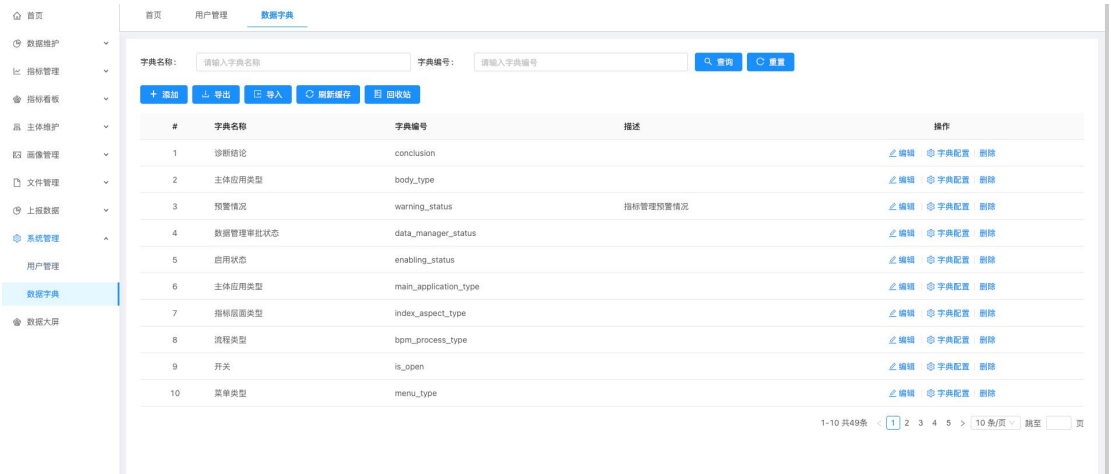 首页
数据维护
指标管理
指标看板
主体维护
画像管理
文件管理
上报数据
系统管理
用户管理
数据字典
数据大屏
首页 用户管理 数据字典
字典名称: 请输入字典名称 字典编号: 请输入字典编号 查询 重置
+ 添加 导出 导入 刷新缓存 回收站
# 字典名称 字典编号 描述 操作
1 诊断结论 conclusion 编辑 字典配置 删除
2 主体应用类型 body_type 编辑 字典配置 删除
3 预警情况 warning_status 指标管理预警情况 编辑 字典配置 删除
4 数据管理审批状态 data_manager_status 编辑 字典配置 删除
5 启用状态 enabling_status 编辑 字典配置 删除
6 主体应用类型 main_application_type 编辑 字典配置 删除
7 指标层面类型 index_aspect_type 编辑 字典配置 删除
8 流程类型 bpm_process_type 编辑 字典配置 删除
9 开关 is_open 编辑 字典配置 删除
10 菜单类型 menu_type 编辑 字典配置 删除
1-10 共49条 < 1 2 3 4 5 > 10 条/页 跳至 页